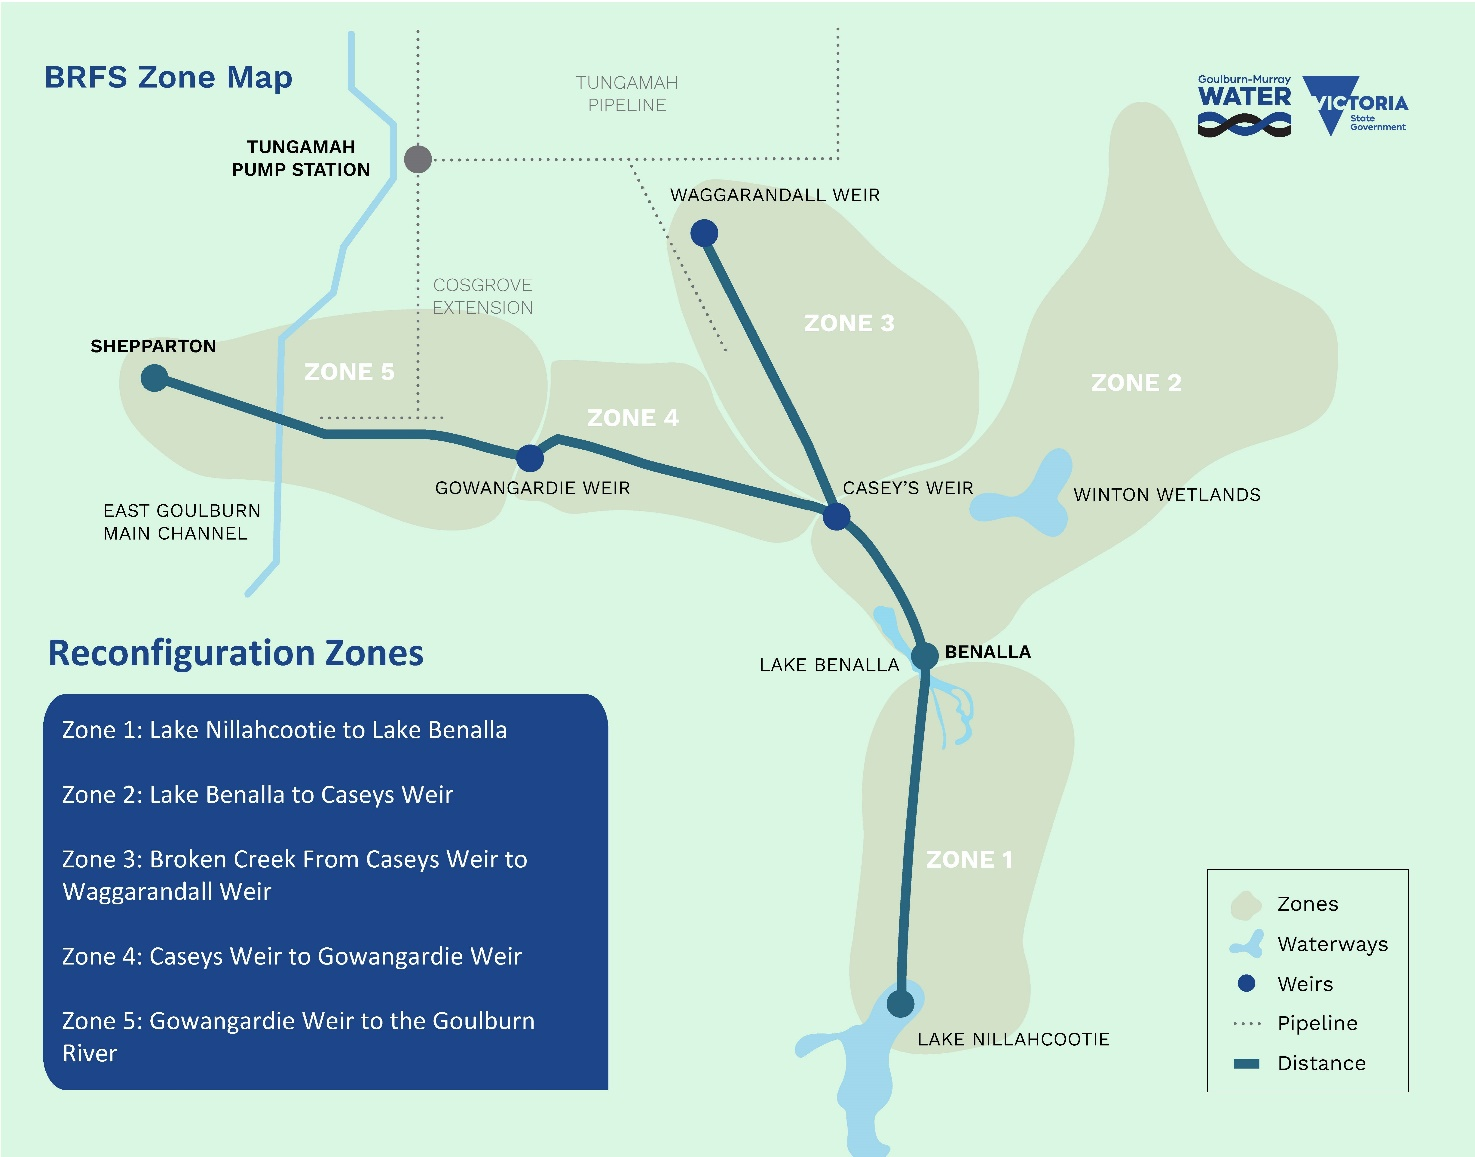 BRFS Zone Map
TUNGAMAH
PIPELINE
Goulburn-Murray
WATER
VICTORIA
State
Government
TUNGAMAH
PUMP STATION
WAGGARANDALL WEIR
COSGROVE
EXTENSION
ZONE 3
SHEPPARTON
ZONE 5
ZONE 4
ZONE 2
GOWANGARDIE WEIR
CASEY'S WEIR
WINTON WETLANDS
EAST GOULBURN
MAIN CHANNEL
LAKE BENALLA
BENALLA
Reconfiguration Zones
Zone 1: Lake Nillahcootie to Lake Benalla
Zone 2: Lake Benalla to Caseys Weir
Zone 3: Broken Creek From Caseys Weir to
Waggarandall Weir
Zone 4: Caseys Weir to Gowangardie Weir
Zone 5: Gowangardie Weir to the Goulburn
River
ZONE 1
LAKE NILLAHCOOTIE
Zones
Waterways
Weirs
Pipeline
Distance